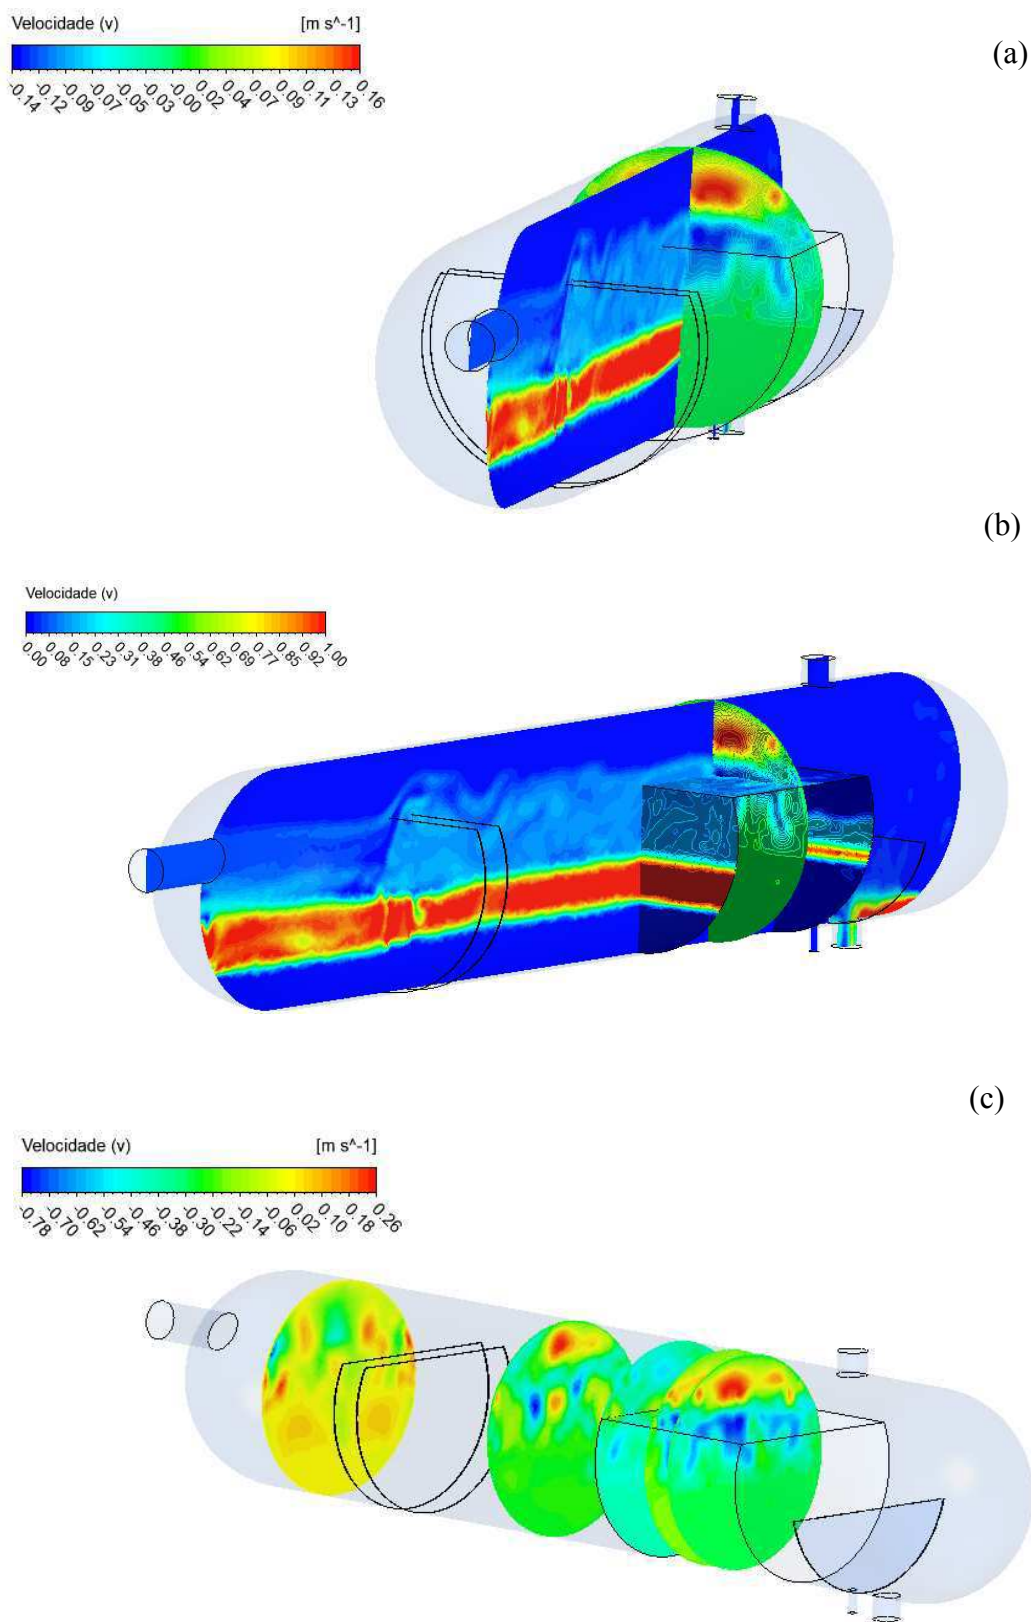 Velocidade (v) [m s^-1]
-0.14 -0.12 -0.09 -0.07 -0.05 -0.03 -0.00 0.02 0.04 0.07 0.09 0.11 0.13 0.16
(a)
(b)
Velocidade (v)
0.00 0.08 0.15 0.23 0.31 0.38 0.46 0.54 0.62 0.69 0.77 0.85 0.92 1.00
(c)
Velocidade (v) [m s^-1]
-0.78 -0.70 -0.62 -0.54 -0.46 -0.38 -0.30 -0.22 -0.14 -0.06 0.02 0.10 0.18 0.26